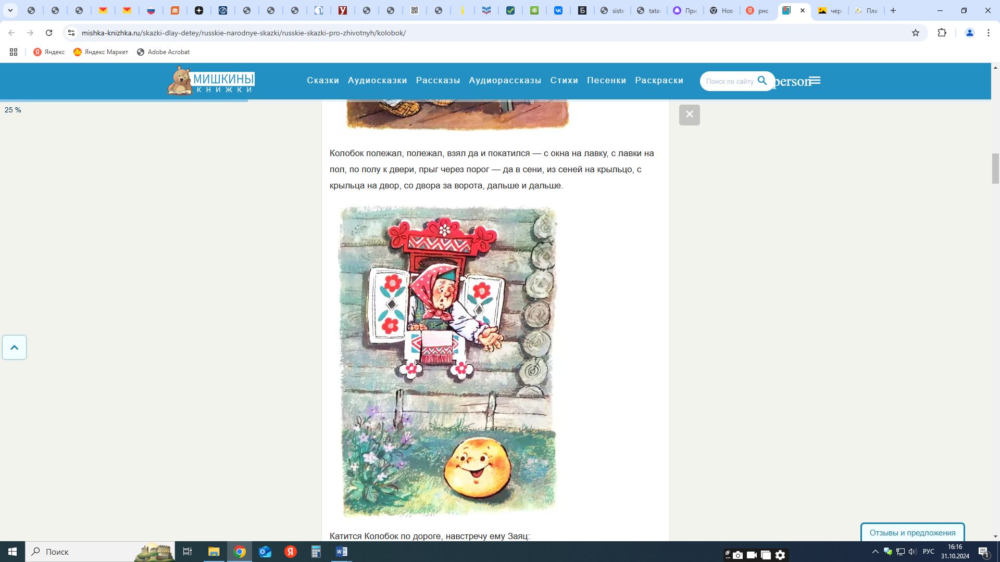 siste
tata
При
Нов
рнс
чер
Пла
mishka-knizhka.ru/skazki-dlay-detey/russkie-narodnye-skazki/russkie-skazki-pro-zhivotnyh/kolobok/
Яндекс
Яндекс Маркет
Adobe Acrobat
МИШКИНЫ
КНИЖКИ
Сказки Аудиосказки Рассказы Аудиорассказы Стихи Песенки Раскраски
Поиск по сайту
person
25 %
Колобок полежал, полежал, взял да и покатился — с окна на лавку, с лавки на
пол, по полу к двери, прыг через порог — да в сени, из сеней на крыльцо, с
крыльца на двор, со двора за ворота, дальше и дальше.
Катится Колобок по дороге, навстречу ему Заяц:
Отзывы и предложения
Поиск
РУС
16:16
31.10.2024
1